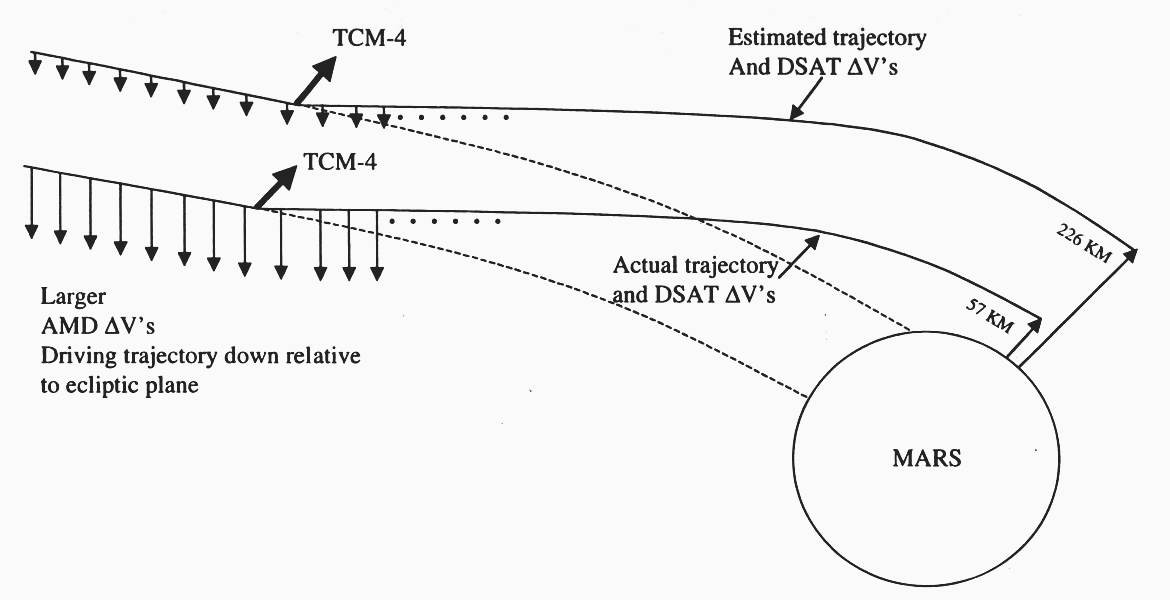 TCM-4
Estimated trajectory
And DSAT ΔV's
TCM-4
226 KM
Actual trajectory
and DSAT ΔV's
57 KM
Larger
AMD ΔV's
Driving trajectory down relative
to ecliptic plane
MARS